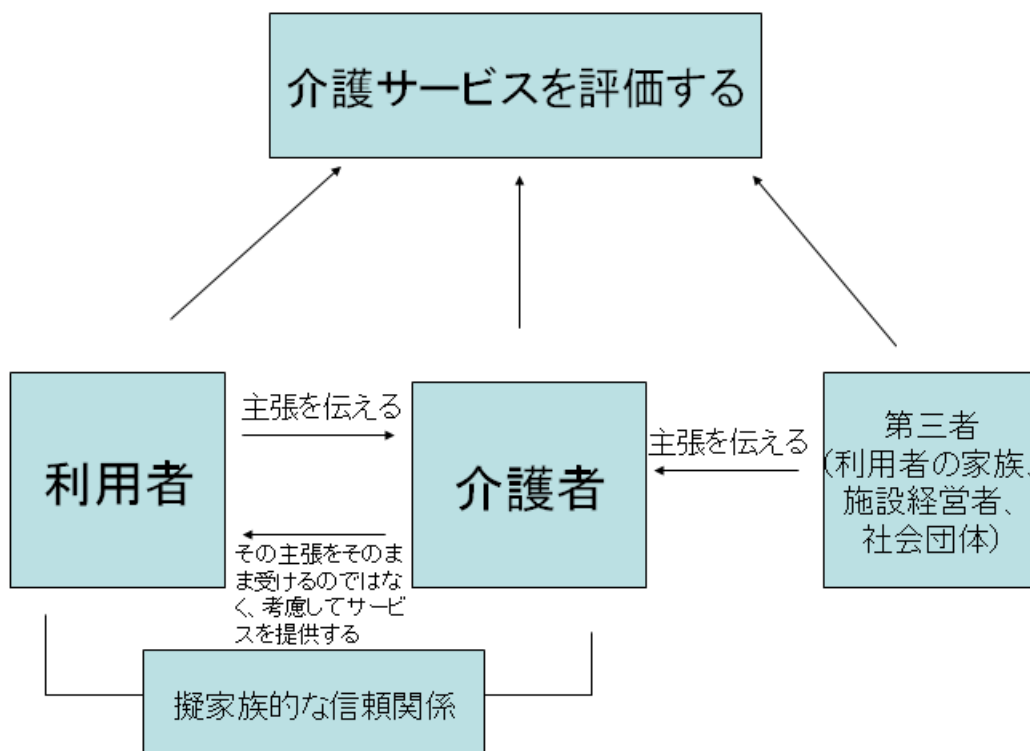 介護サービスを評価する
利用者
主張を伝える
その主張をそのま
ま受けるのではな
く、考慮してサービ
スを提供する
介護者
主張を伝える
第三者
(利用者の家族、
施設経営者、
社会団体)
擬家族的な信頼関係